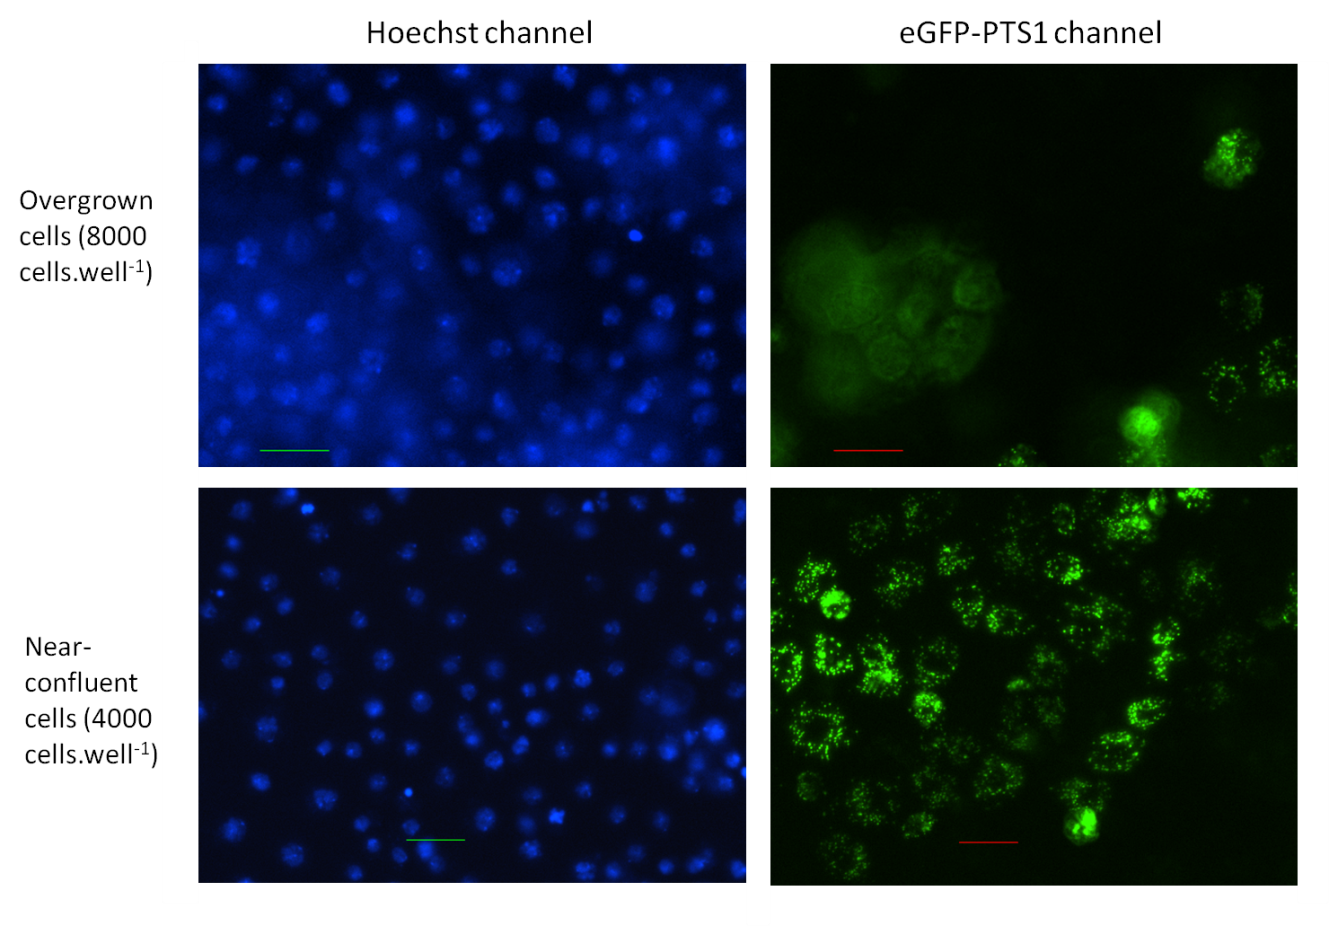 Hoechst channel
eGFP-PTS1 channel
Overgrown
cells (8000
cells.well⁻¹)
Near-
confluent
cells (4000
cells.well⁻¹)